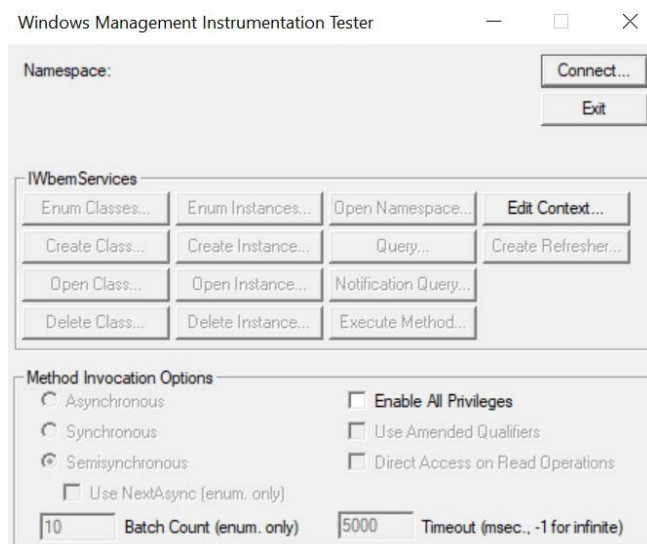 Windows Management Instrumentation Tester
Namespace:
Connect...
Exit
IWbemServices
Enum Classes... Enum Instances... Open Namespace... Edit Context...
Create Class... Create Instance... Query... Create Refresher...
Open Class... Open Instance... Notification Query...
Delete Class... Delete Instance... Execute Method...
Method Invocation Options
Asynchronous Enable All Privileges
Synchronous Use Amended Qualifiers
Semisynchronous Direct Access on Read Operations
Use NextAsync (enum. only)
10 Batch Count (enum. only) 5000 Timeout (msec., -1 for infinite)